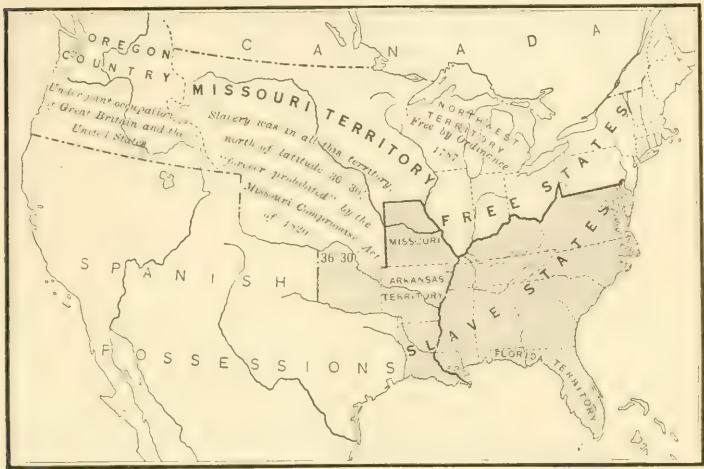 CANADA
OREGON
COUNTRY
Under joint occupation
of Great Britain and the
United States
MISSOURI TERRITORY
Slavery was in all this territory,
north of latitude 36 30,
"forever prohibited" by the
Missouri Compromise Act
of 1820
NORTHWEST
TERRITORY
Free by Ordinence
1787
FREE STATES
MISSOURI
36 30
ARKANSAS
TERRITORY
SLAVE STATES
SPANISH
POSSESSIONS
FLORIDA TERRITORY